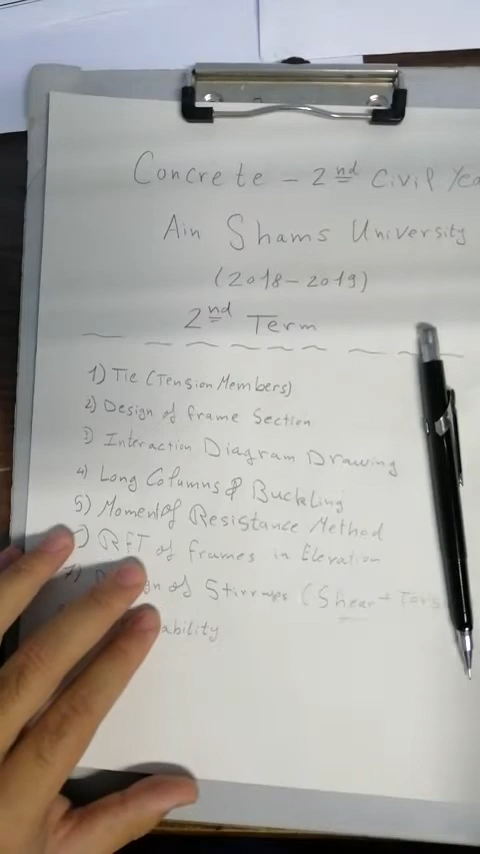 Concrete - 2nd Civil Yea
Ain Shams University
(2018-2019)
2nd Term
1) Tie (Tension Members)
2) Design of frame Section
3) Interaction Diagram Drawing
4) Long Columns & Buckling
5) Moment of Resistance Method
) RFT of frames in Elevation
7) of Stirrups (Shear + Tors
ability